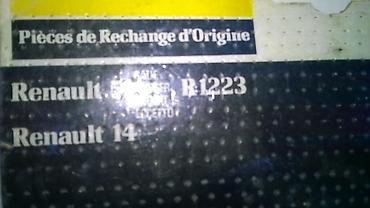 Pièces de Rechange d'Origine
Renault R1223
Renault 14